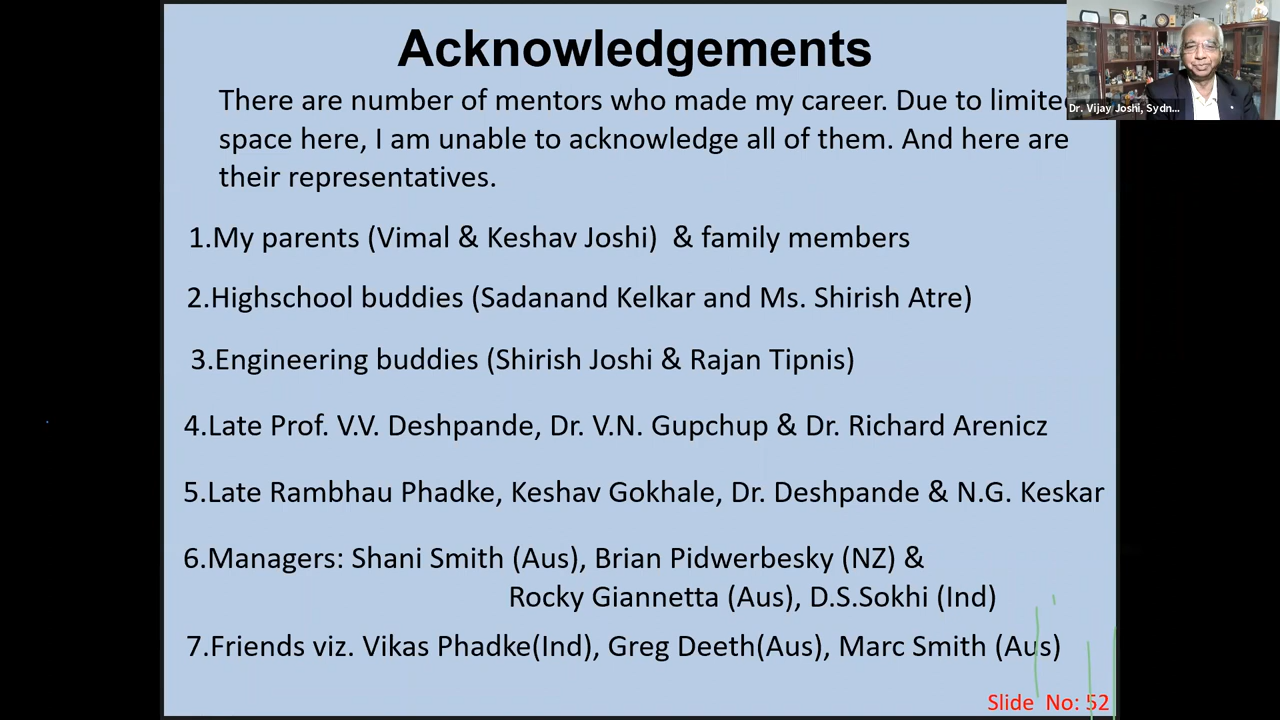 Acknowledgements
There are number of mentors who made my career. Due to limited
space here, I am unable to acknowledge all of them. And here are
their representatives.
1.My parents (Vimal & Keshav Joshi)  & family members
2.Highschool buddies (Sadanand Kelkar and Ms. Shirish Atre)
3.Engineering buddies (Shirish Joshi & Rajan Tipnis)
4.Late Prof. V.V. Deshpande, Dr. V.N. Gupchup & Dr. Richard Arenicz
5.Late Rambhau Phadke, Keshav Gokhale, Dr. Deshpande & N.G. Keskar
6.Managers: Shani Smith (Aus), Brian Pidwerbesky (NZ) &
Rocky Giannetta (Aus), D.S.Sokhi (Ind)
7.Friends viz. Vikas Phadke(Ind), Greg Deeth(Aus), Marc Smith (Aus)
Slide  No: 52
Dr. Vijay Joshi, Sydn...